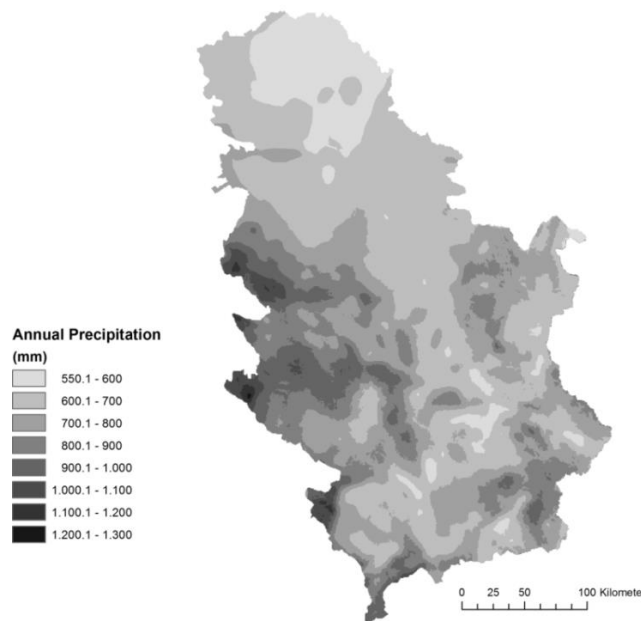 Annual Precipitation
(mm)
550.1 - 600
600.1 - 700
700.1 - 800
800.1 - 900
900.1 - 1.000
1.000.1 - 1.100
1.100.1 - 1.200
1.200.1 - 1.300
0 25 50 100 Kilomete